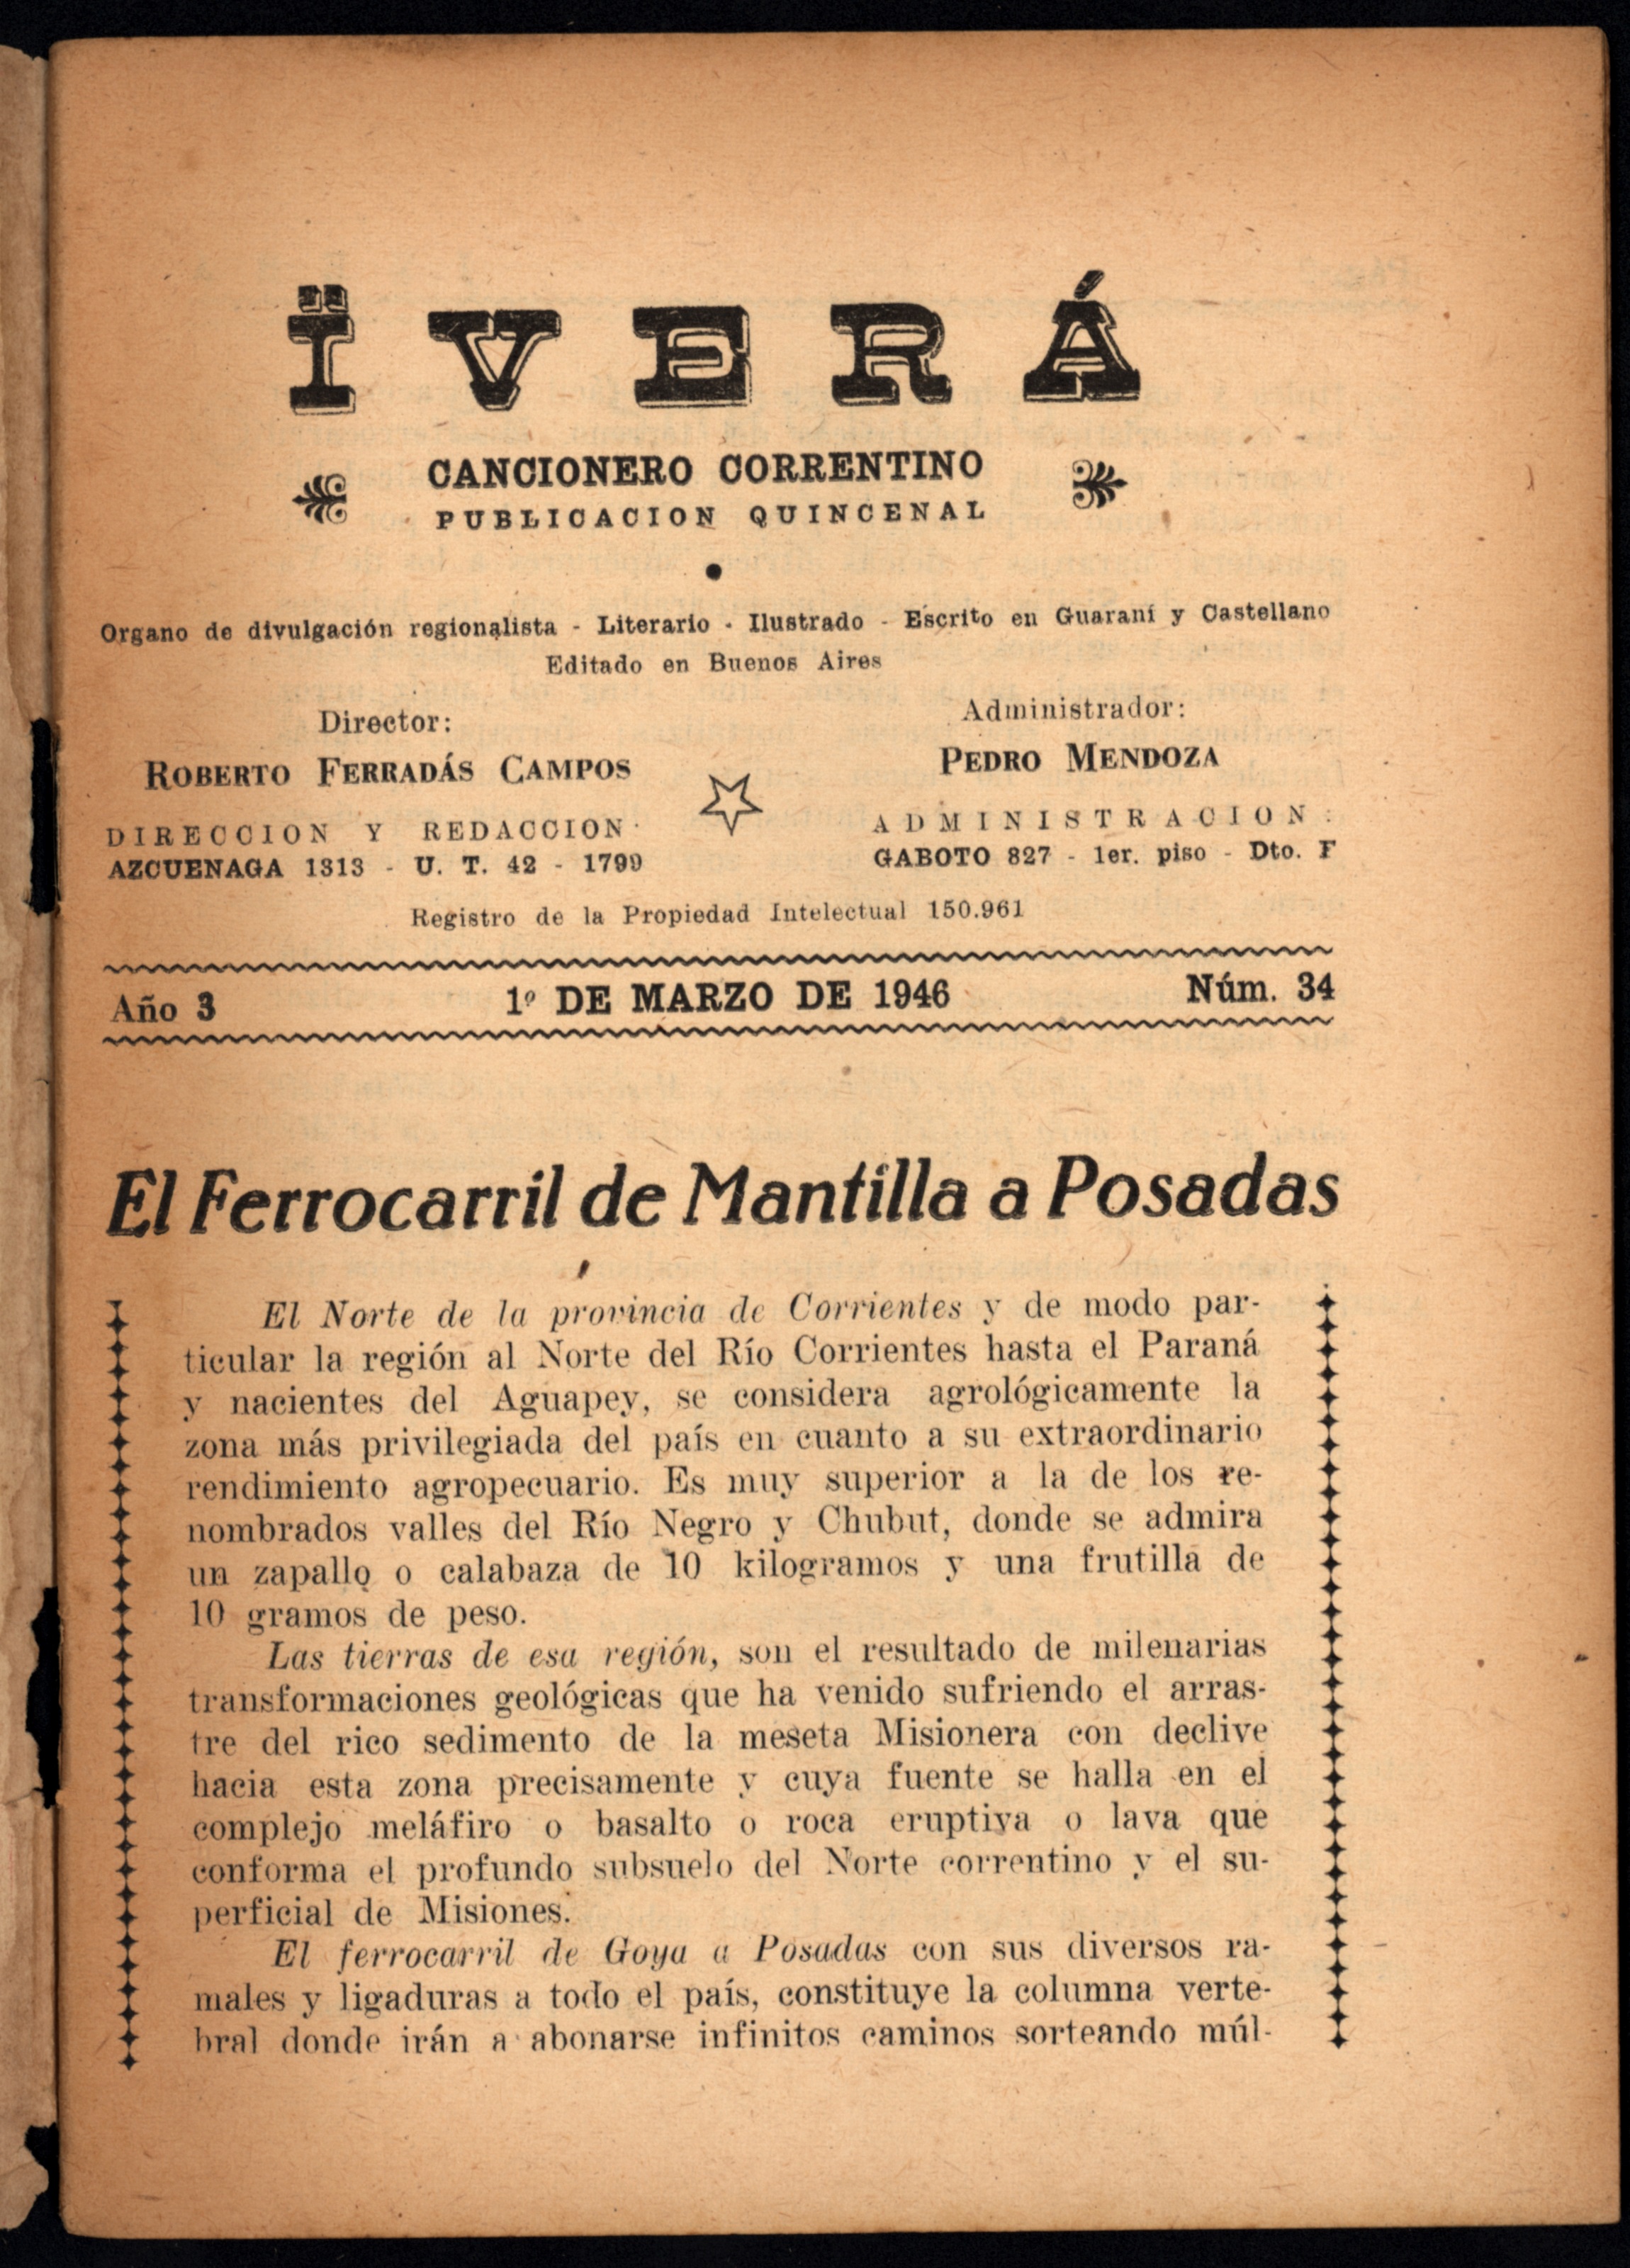 ÏVERÁ
CANCIONERO CORRENTINO
PUBLICACION QUINCENAL
Organo de divulgación regionalista - Literario - Ilustrado - Escrito en Guaraní y Castellano
Editado en Buenos Aires
Director:
ROBERTO FERRADÁS CAMPOS
DIRECCION Y REDACCION
AZCUENAGA 1313 - U. T. 42 - 1799
Administrador:
PEDRO MENDOZA
ADMINISTRACION:
GABOTO 827 - 1er. piso - Dto. F
Registro de la Propiedad Intelectual 150.961
Año 3 1º DE MARZO DE 1946 Núm. 34
El Ferrocarril de Mantilla a Posadas
El Norte de la provincia de Corrientes y de modo par-
ticular la región al Norte del Río Corrientes hasta el Paraná
y nacientes del Aguapey, se considera agrológicamente la
zona más privilegiada del país en cuanto a su extraordinario
rendimiento agropecuario. Es muy superior a la de los re-
nombrados valles del Río Negro y Chubut, donde se admira
un zapallo o calabaza de 10 kilogramos y una frutilla de
10 gramos de peso.
Las tierras de esa región, son el resultado de milenarias
transformaciones geológicas que ha venido sufriendo el arras-
tre del rico sedimento de la meseta Misionera con declive
hacia esta zona precisamente y cuya fuente se halla en el
complejo meláfiro o basalto o roca eruptiva o lava que
conforma el profundo subsuelo del Norte correntino y el su-
perficial de Misiones.
El ferrocarril de Goya a Posadas con sus diversos ra-
males y ligaduras a todo el país, constituye la columna verte-
bral donde irán a abonarse infinitos caminos sorteando múl-